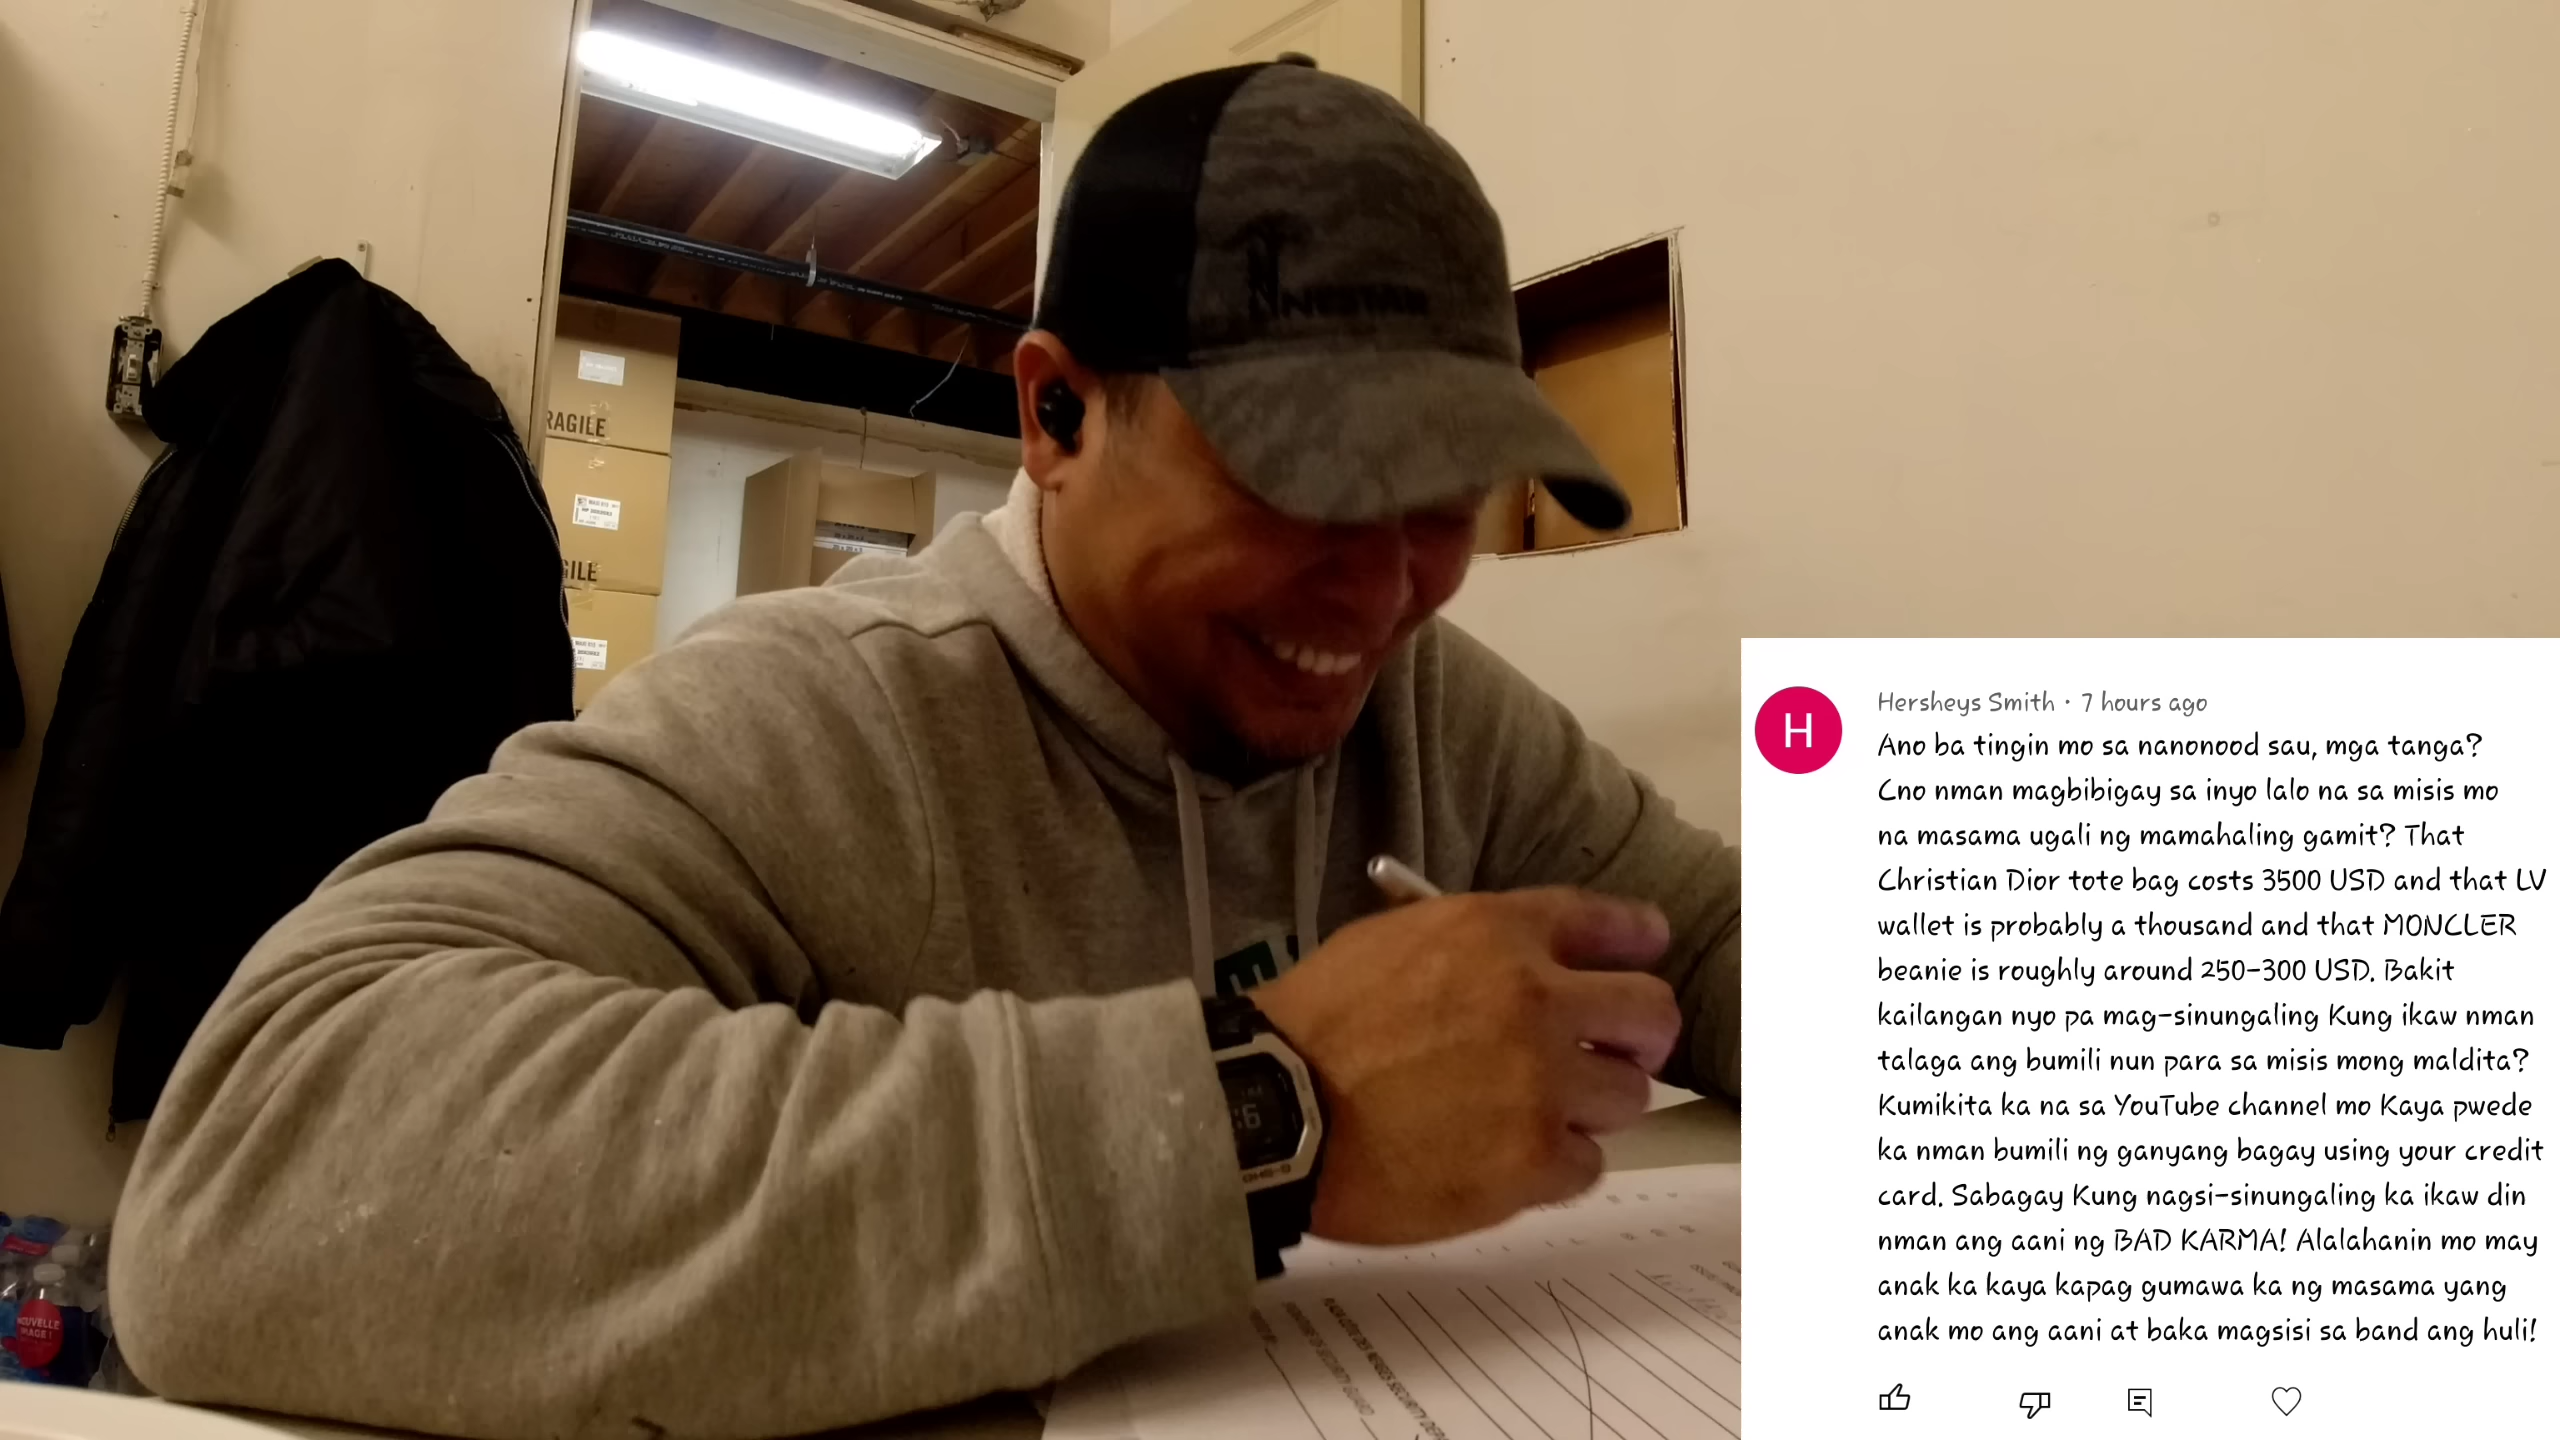 RAGILE
GILE
NOUVELLE
IMAGE!
Hersheys Smith · 7 hours ago
H
Ano ba tingin mo sa nanonood sau, mga tanga?
Cno nman magbibigay sa inyo lalo na sa misis mo
na masama ugali ng mamahaling gamit? That
Christian Dior tote bag costs 3500 USD and that LV
wallet is probably a thousand and that MONCLER
beanie is roughly around 250-300 USD. Bakit
kailangan nyo pa mag-sinungaling Kung ikaw nman
talaga ang bumili nun para sa misis mong maldita?
Kumikita ka na sa YouTube channel mo Kaya pwede
ka nman bumili ng ganyang bagay using your credit
card. Sabagay Kung nagsi-sinungaling ka ikaw din
nman ang aani ng BAD KARMA! Alalahanin mo may
anak ka kaya kapag gumawa ka ng masama yang
anak mo ang aani at baka magsisi sa band ang huli!